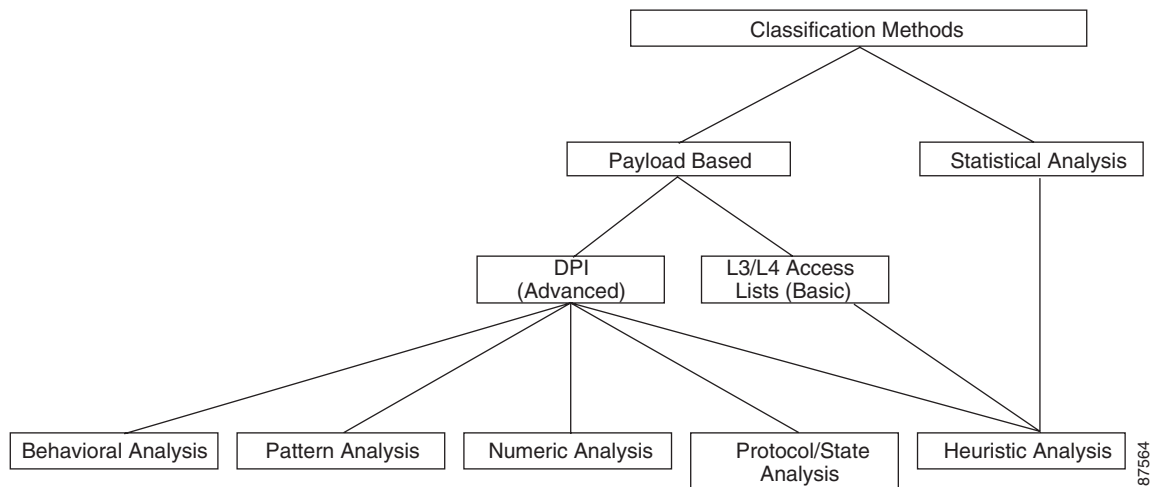 Classification Methods
Payload Based
Statistical Analysis
DPI
(Advanced)
L3/L4 Access
Lists (Basic)
Behavioral Analysis
Pattern Analysis
Numeric Analysis
Protocol/State
Analysis
Heuristic Analysis
87564